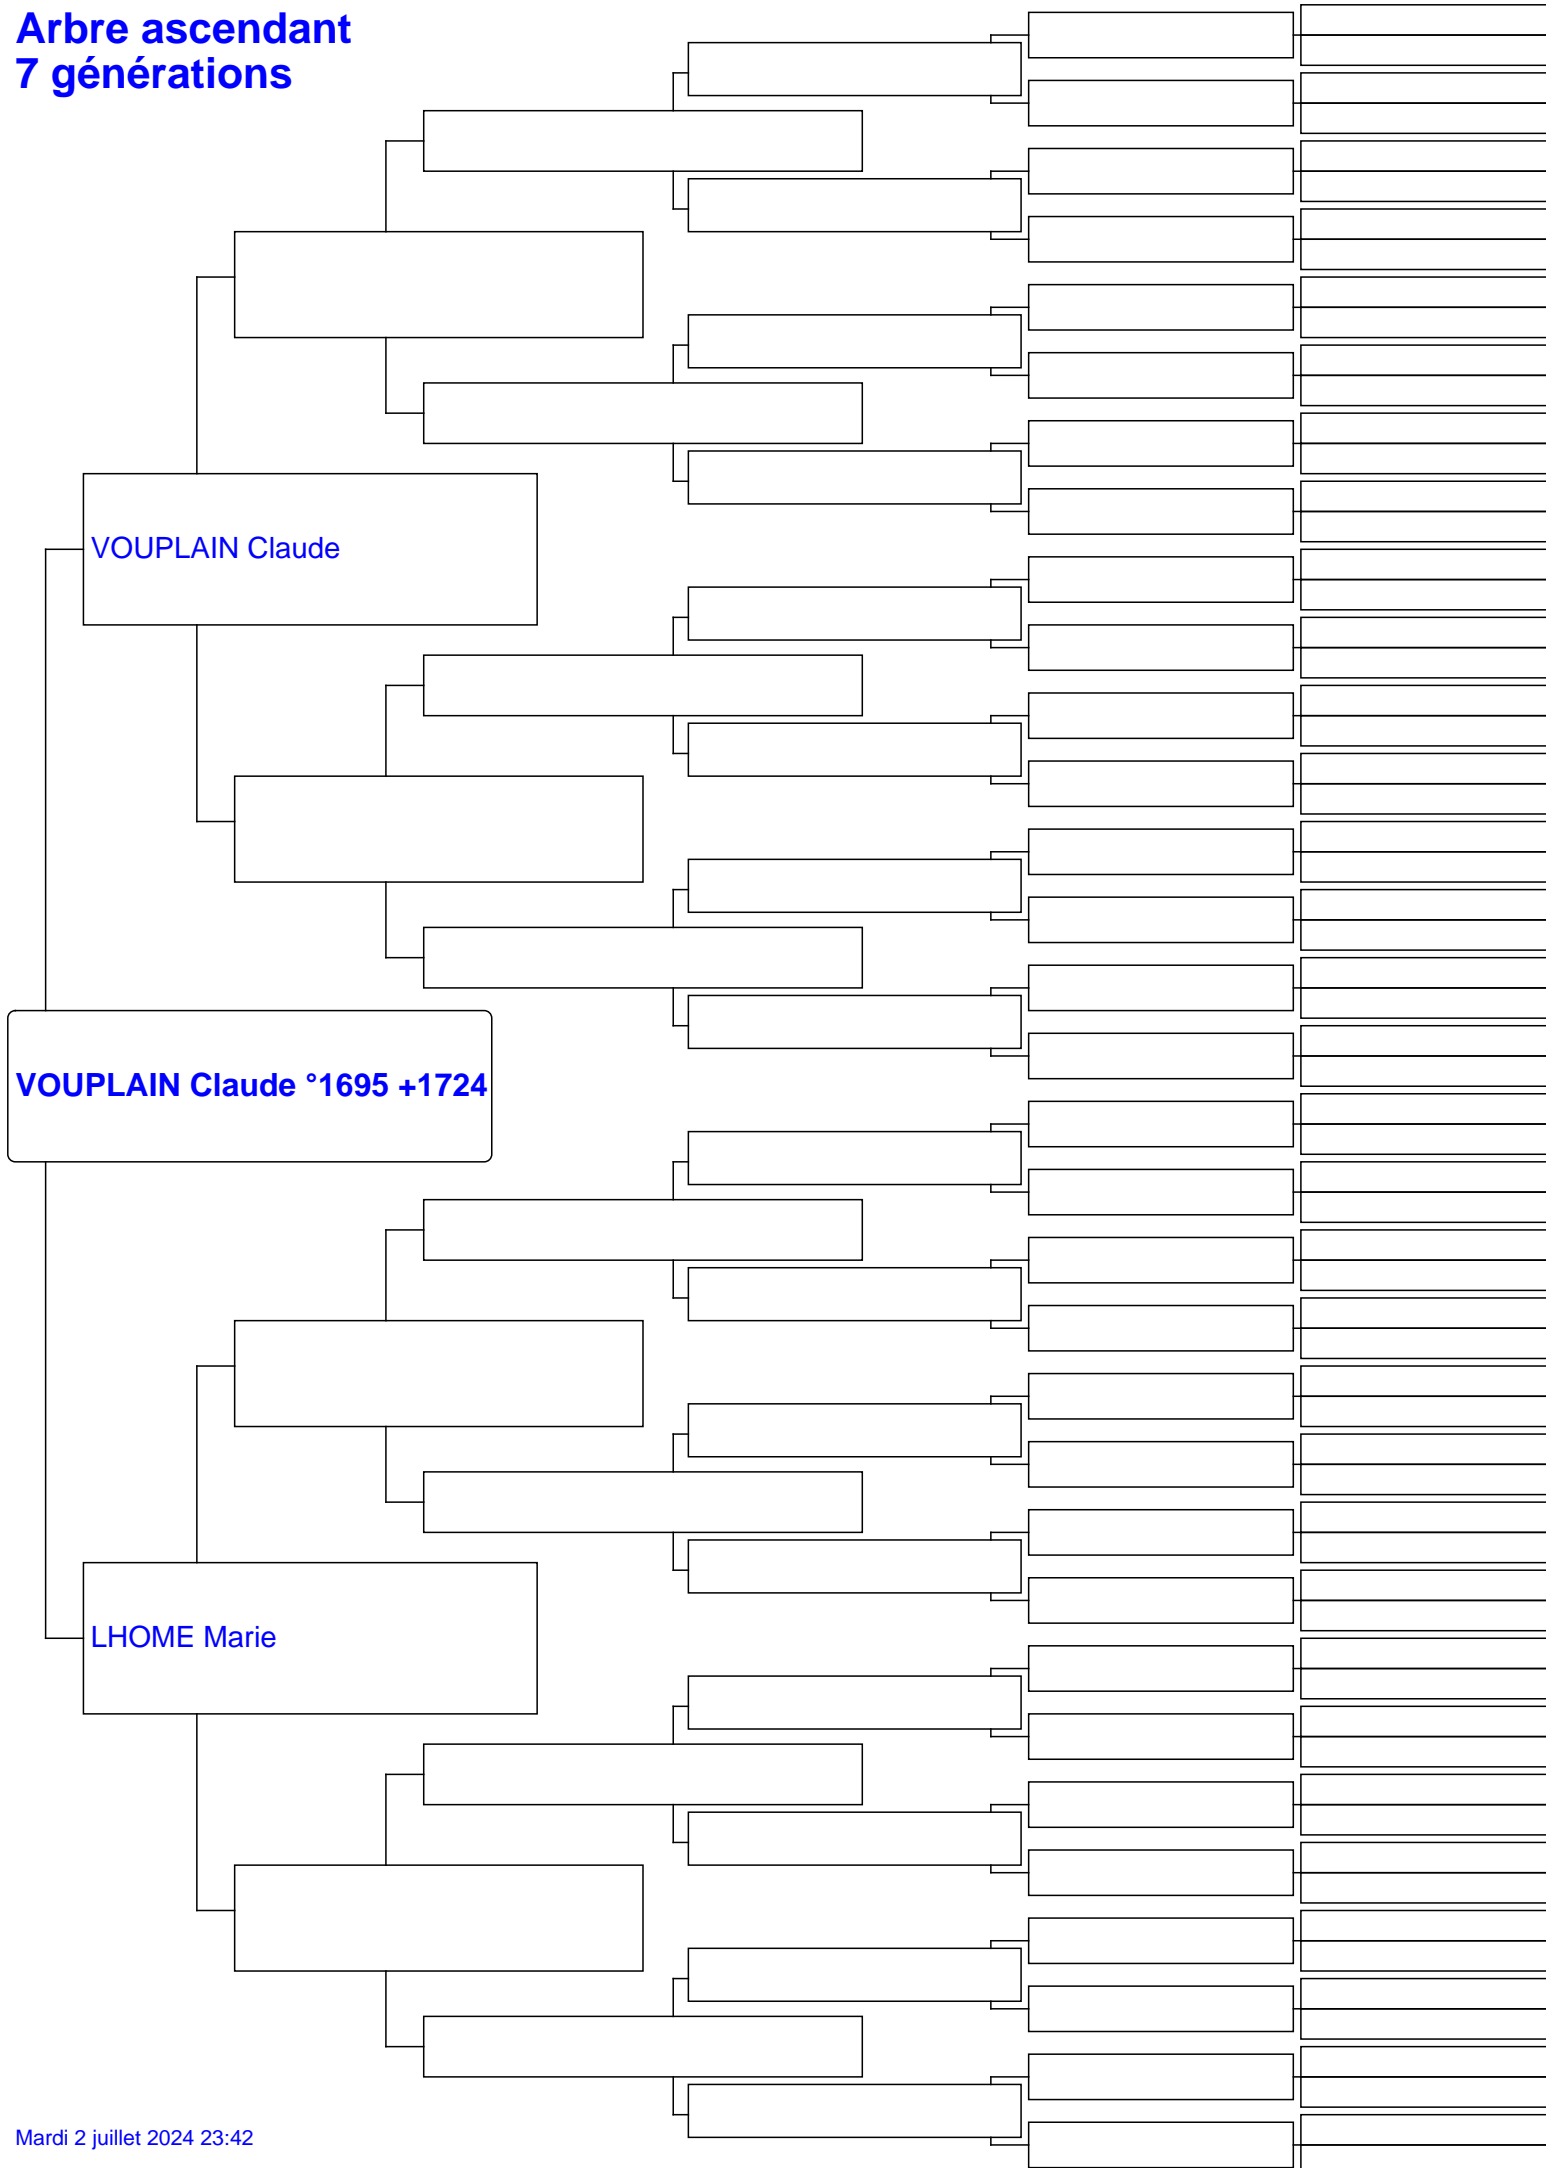 Arbre ascendant
7 générations
VOUPLAIN Claude
VOUPLAIN Claude °1695 +1724
LHOME Marie
Mardi 2 juillet 2024 23:42